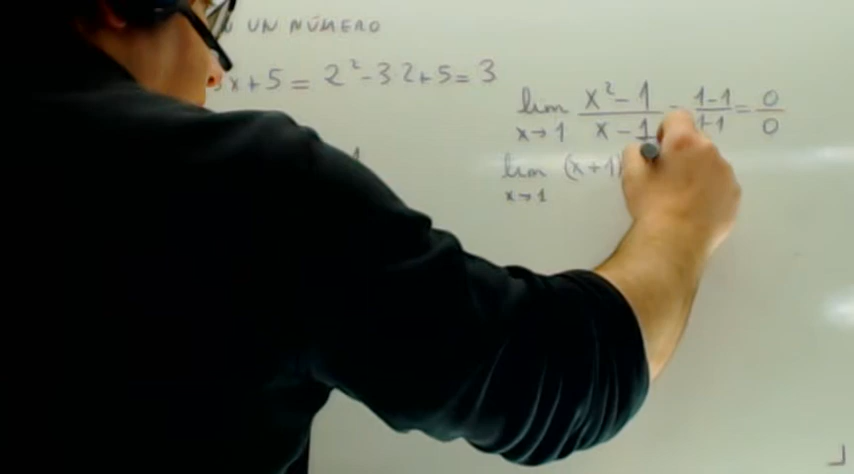 UN NÚMERO
x+5 = 2²-3 2+5 = 3
lim x→1 x²-1 / x-1 = 1-1 / 1-1 = 0/0
lim x→1 (x+1)